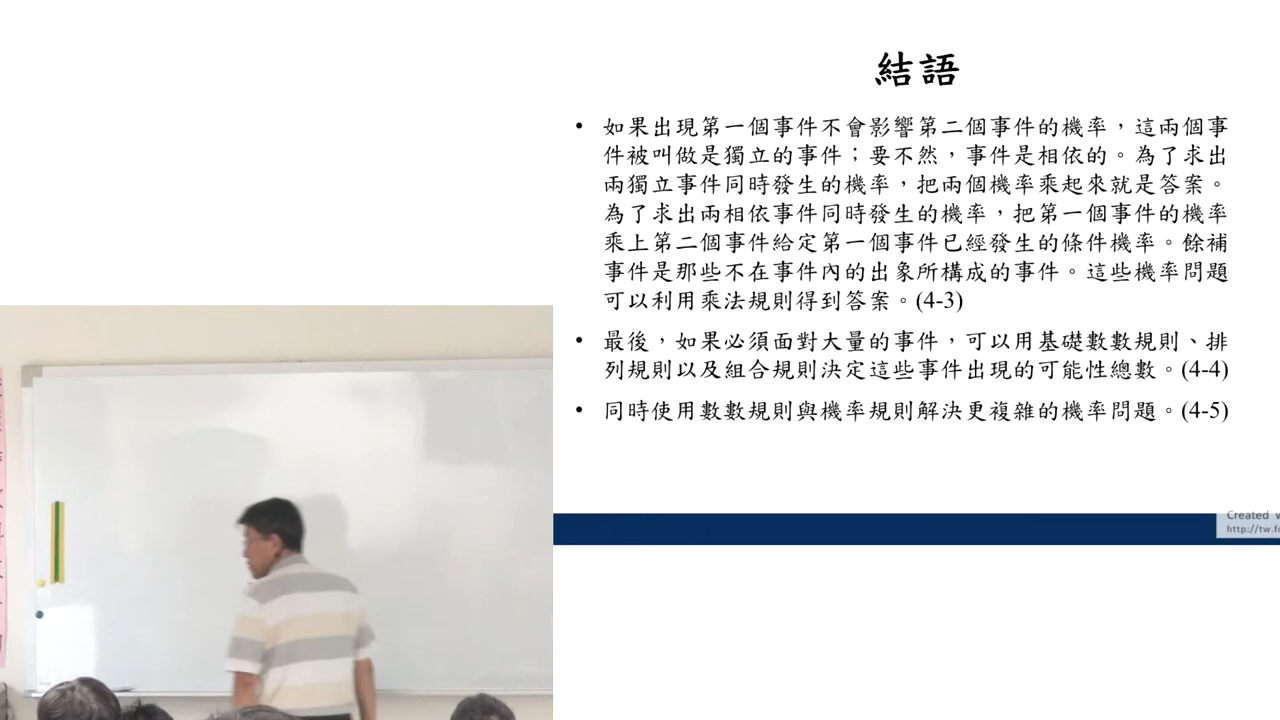 結語
• 如果出現第一個事件不會影響第二個事件的機率，這兩個事
件被叫做是獨立的事件；要不然，事件是相依的。為了求出
兩獨立事件同時發生的機率，把兩個機率乘起來就是答案。
為了求出兩相依事件同時發生的機率，把第一個事件的機率
乘上第二個事件給定第一個事件已經發生的條件機率。餘補
事件是那些不在事件內的出象所構成的事件。這些機率問題
可以利用乘法規則得到答案。(4-3)
• 最後，如果必須面對大量的事件，可以用基礎數數規則、排
列規則以及組合規則決定這些事件出現的可能性總數。(4-4)
• 同時使用數數規則與機率規則解決更複雜的機率問題。(4-5)
Created
http://tw.f